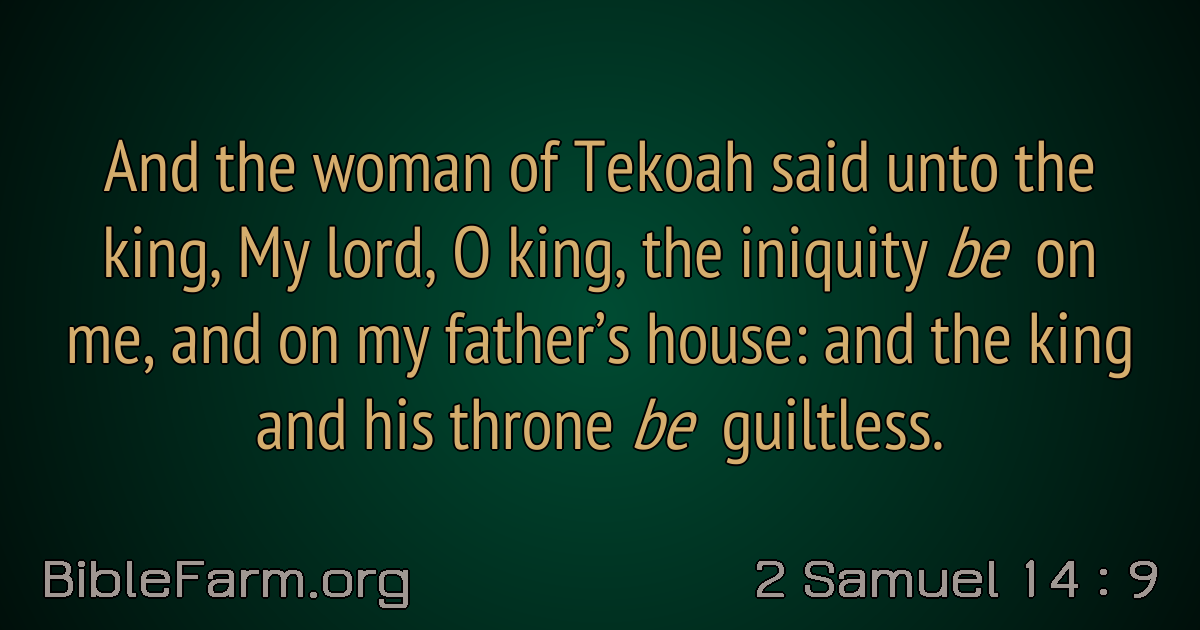 And the woman of Tekoah said unto the
king, My lord, O king, the iniquity be on
me, and on my father’s house: and the king
and his throne be guiltless.
BibleFarm.org
2 Samuel 14 : 9